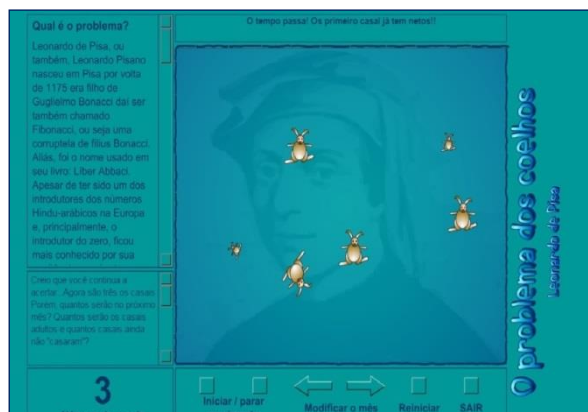 Qual é o problema?
Leonardo de Pisa, ou
também, Leonardo Pisano
nasceu em Pisa por volta
de 1175 era filho de
Guglielmo Bonacci daí ser
também chamado
Fibonacci, ou seja uma
corruptela de filius Bonacci.
Aliás, foi o nome usado em
seu livro: Líber Abbaci.
Apesar de ter sido um dos
introdutores dos números
Hindu-arábicos na Europa
e, principalmente, o
introdutor do zero, ficou
mais conhecido por sua
Creio que você continua a
acertar...Agora são três os casais.
Porém, quantos serão no próximo
mês? Quantos serão os casais
adultos e quantos casais ainda
não "casaram"?
3
O tempo passa! Os primeiro casal já tem netos!!
Iniciar / parar
Modificar o mês
Reiniciar
SAIR
O problema dos coelhos
Leonardo de Pisa